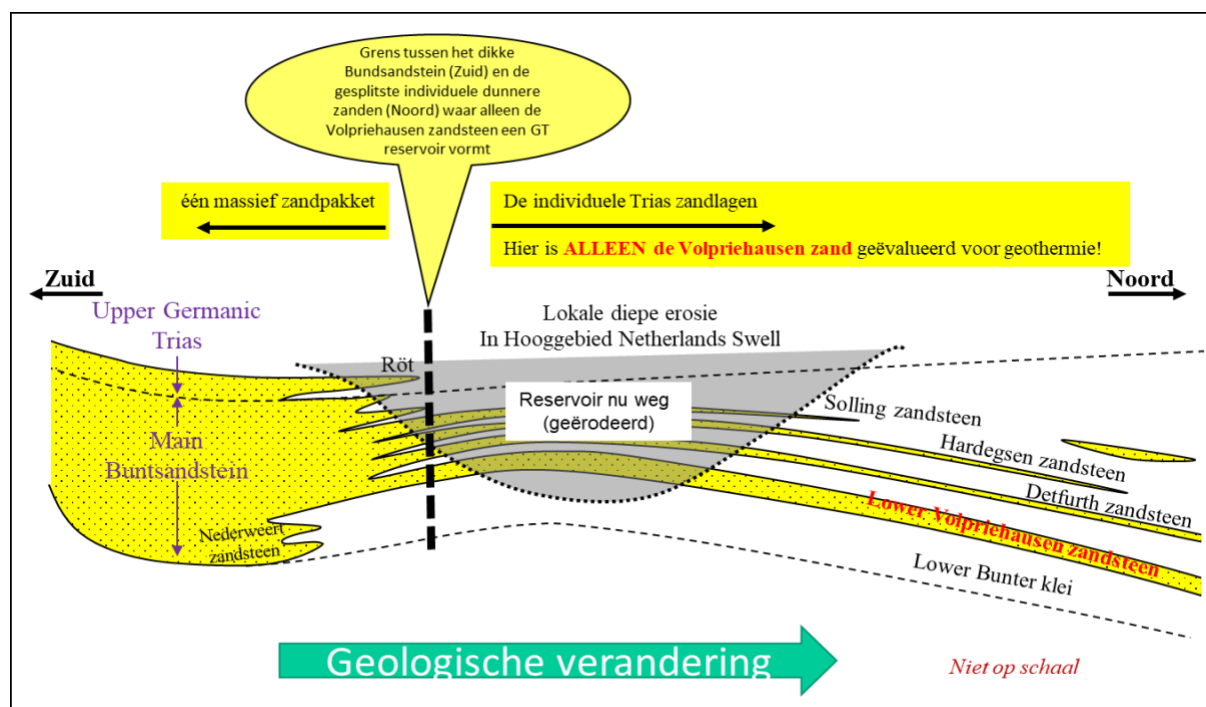 Grens tussen het dikke
Bundsandstein (Zuid) en de
gesplitste individuele dunnere
zanden (Noord) waar alleen de
Volpriehausen zandsteen een GT
reservoir vormt
één massief zandpakket
De individuele Trias zandlagen
Hier is ALLEEN de Volpriehausen zand geëvalueerd voor geothermie!
Zuid
Noord
Upper Germanic
Trias
Lokale diepe erosie
In Hooggebied Netherlands Swell
Röt
Reservoir nu weg
(geërodeerd)
Solling zandsteen
Hardegsen zandsteen
Detfurth zandsteen
Main
Buntsandstein
Lower Volpriehausen zandsteen
Nederweert
zandsteen
Lower Bunter klei
Geologische verandering
Niet op schaal